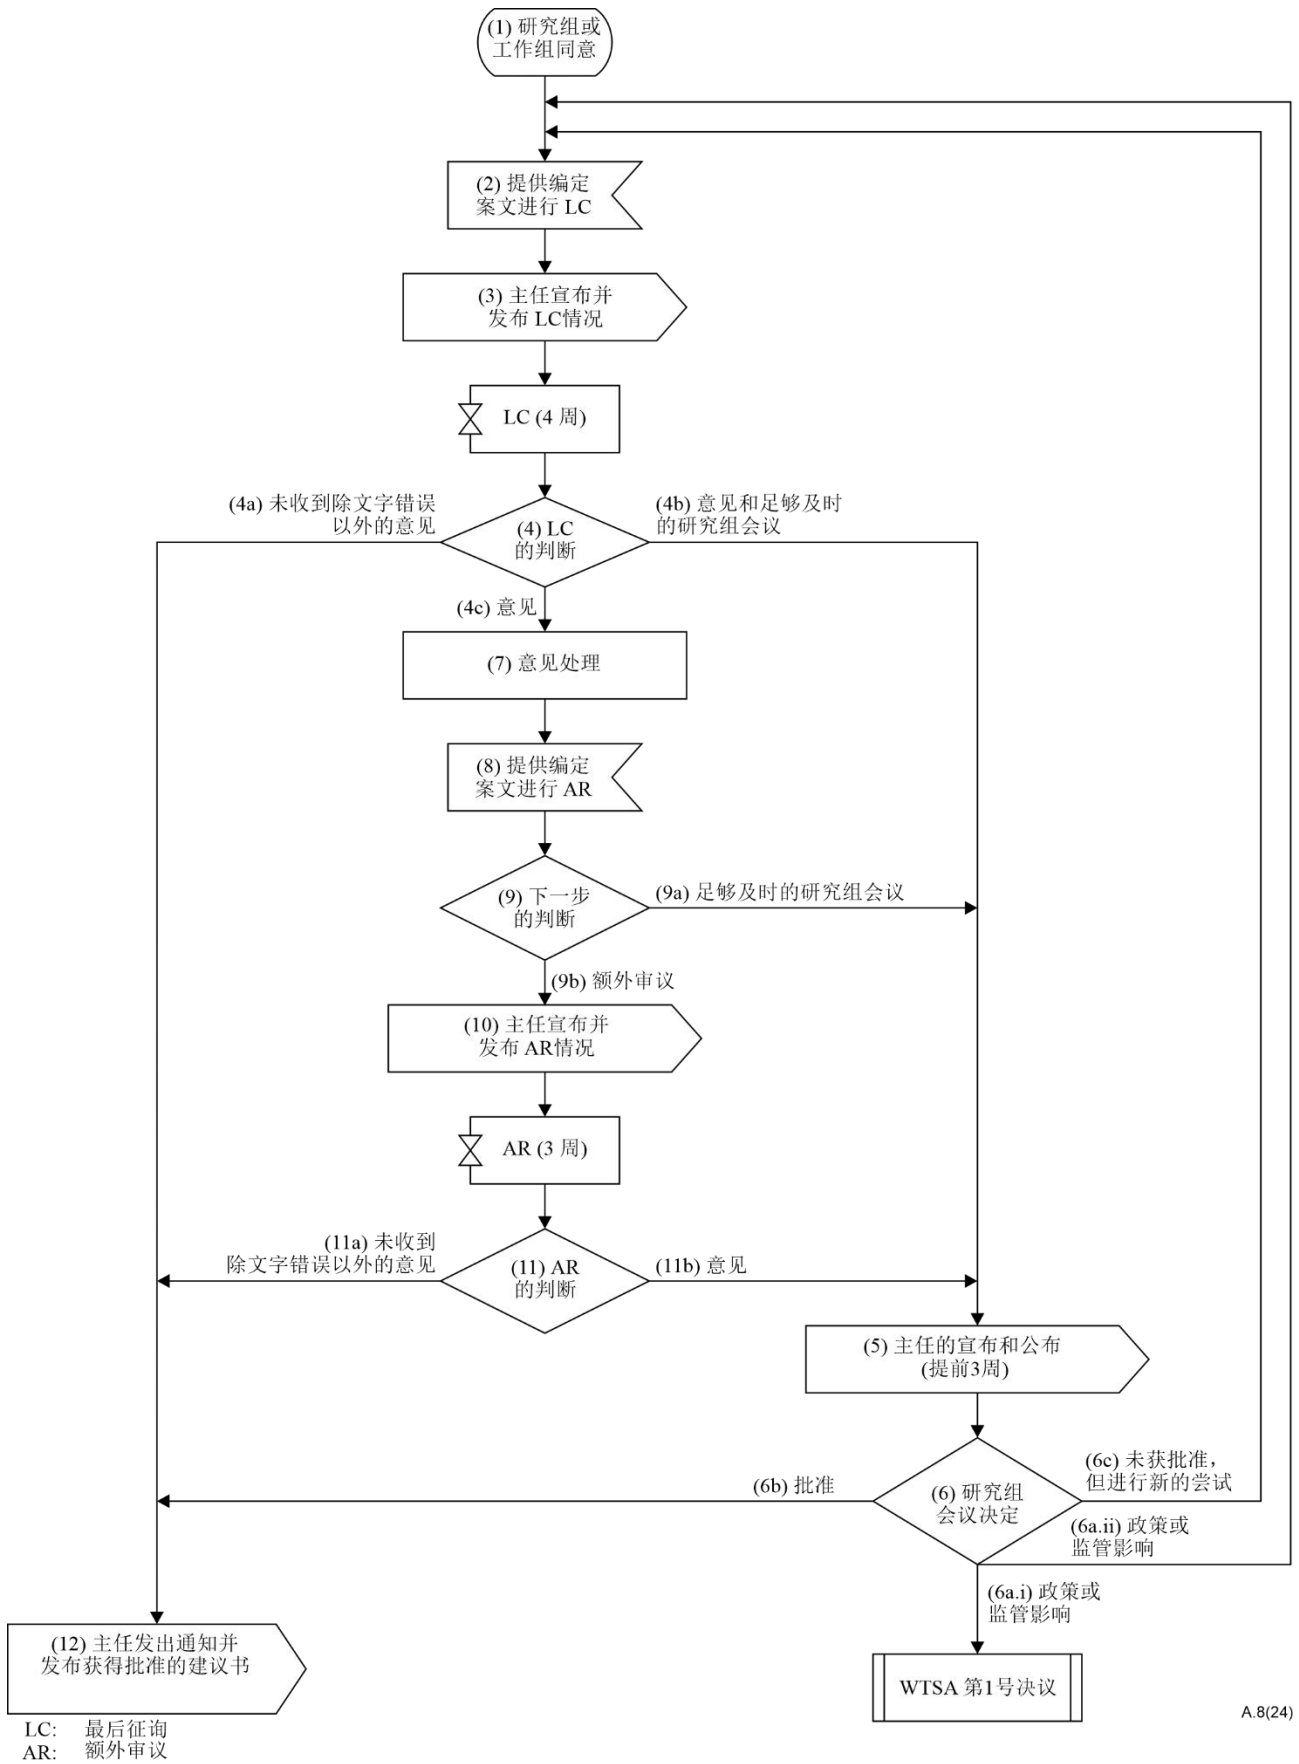 (1) 研究组或
工作组同意
(2) 提供编定
案文进行 LC
(3) 主任宣布并
发布 LC情况
LC (4 周)
(4a) 未收到除文字错误
以外的意见
(4) LC
的判断
(4b) 意见和足够及时
的研究组会议
(4c) 意见
(7) 意见处理
(8) 提供编定
案文进行 AR
(9) 下一步
的判断
(9a) 足够及时的研究组会议
(9b) 额外审议
(10) 主任宣布并
发布 AR情况
AR (3 周)
(11a) 未收到
除文字错误以外的意见
(11) AR
的判断
(11b) 意见
(5) 主任的宣布和公布
(提前3周)
(6b) 批准
(6) 研究组
会议决定
(6c) 未获批准，
但进行新的尝试
(6a.ii) 政策或
监管影响
(6a.i) 政策或
监管影响
(12) 主任发出通知并
发布获得批准的建议书
WTSA 第1号决议
A.8(24)
LC: 最后征询
AR: 额外审议